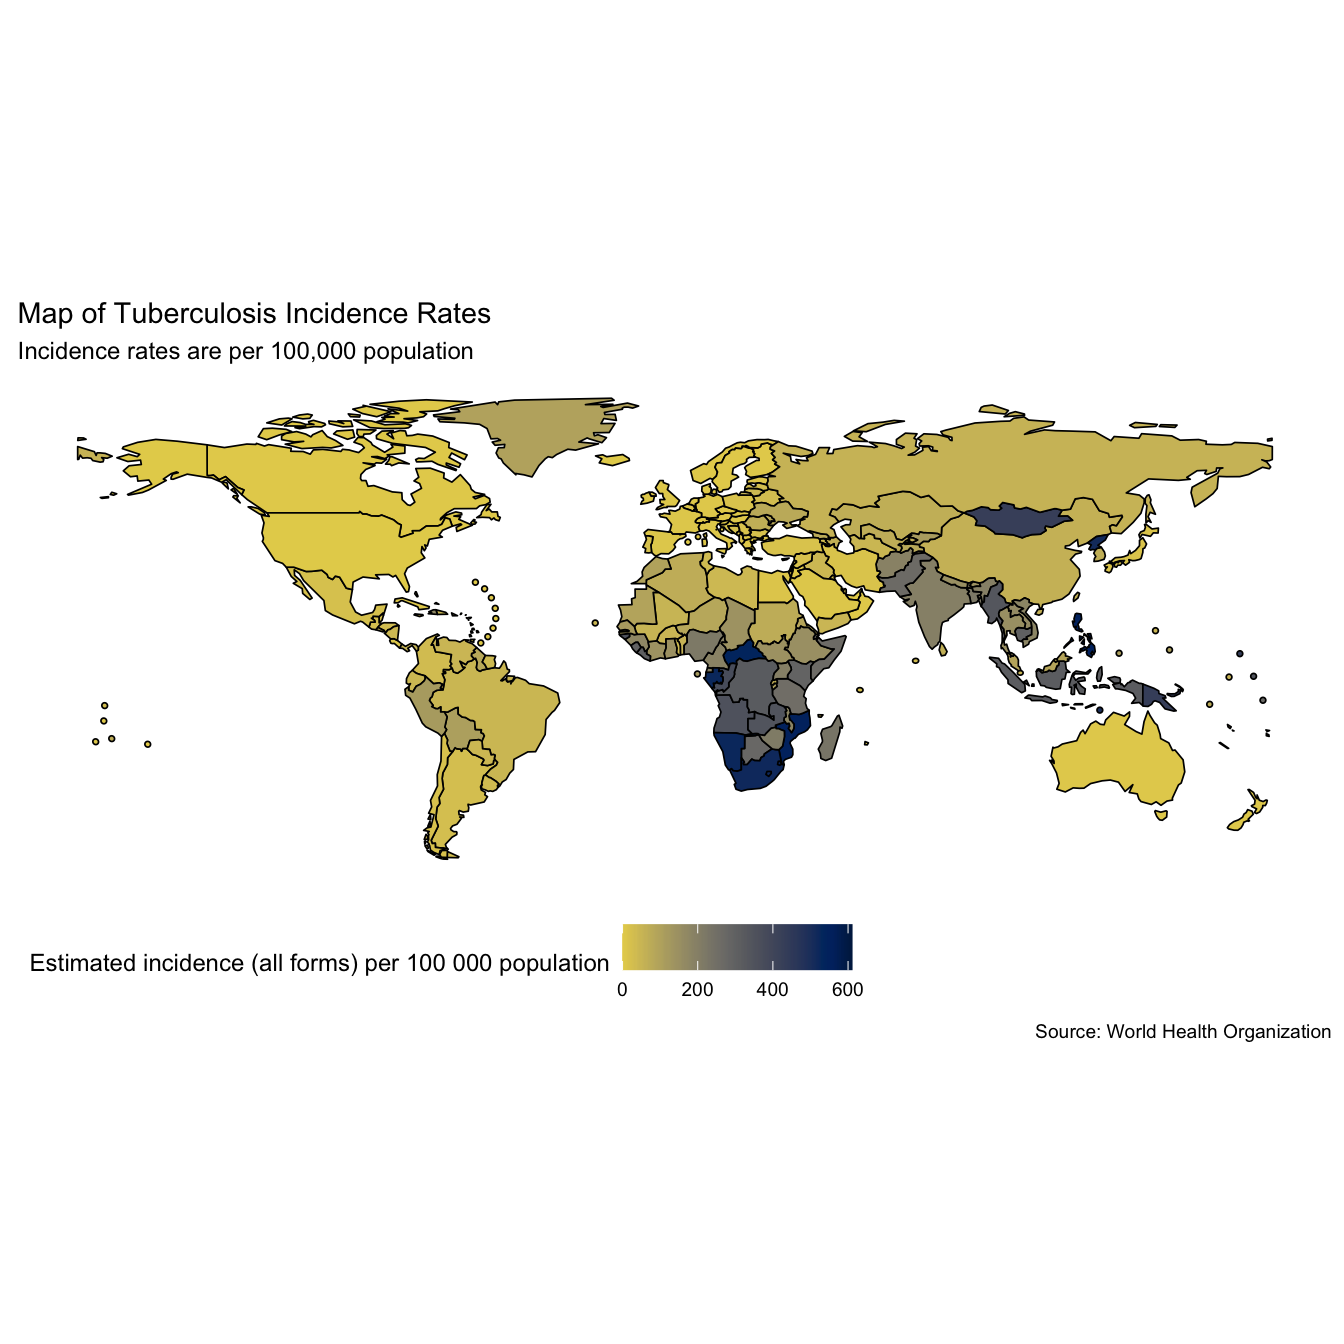 Map of Tuberculosis Incidence Rates
Incidence rates are per 100,000 population
Estimated incidence (all forms) per 100 000 population
0 200 400 600
Source: World Health Organization